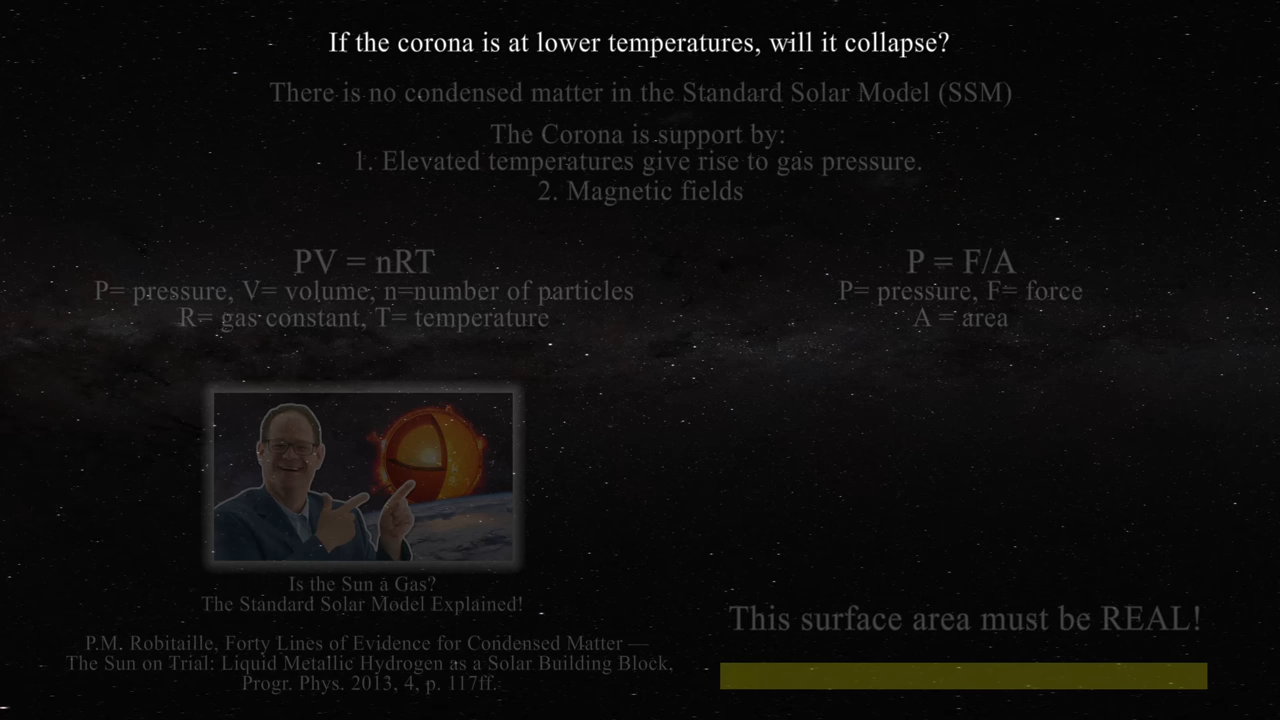 If the corona is at lower temperatures, will it collapse?
There is no condensed matter in the Standard Solar Model (SSM)
The Corona is support by:
1. Elevated temperatures give rise to gas pressure.
2. Magnetic fields
PV = nRT
P= pressure, V= volume, n=number of particles
R= gas constant, T= temperature
P = F/A
P= pressure, F= force
A = area
Is the Sun a Gas?
The Standard Solar Model Explained!
P.M. Robitaille, Forty Lines of Evidence for Condensed Matter —
The Sun on Trial: Liquid Metallic Hydrogen as a Solar Building Block,
Progr. Phys. 2013, 4, p. 117ff.
This surface area must be REAL!